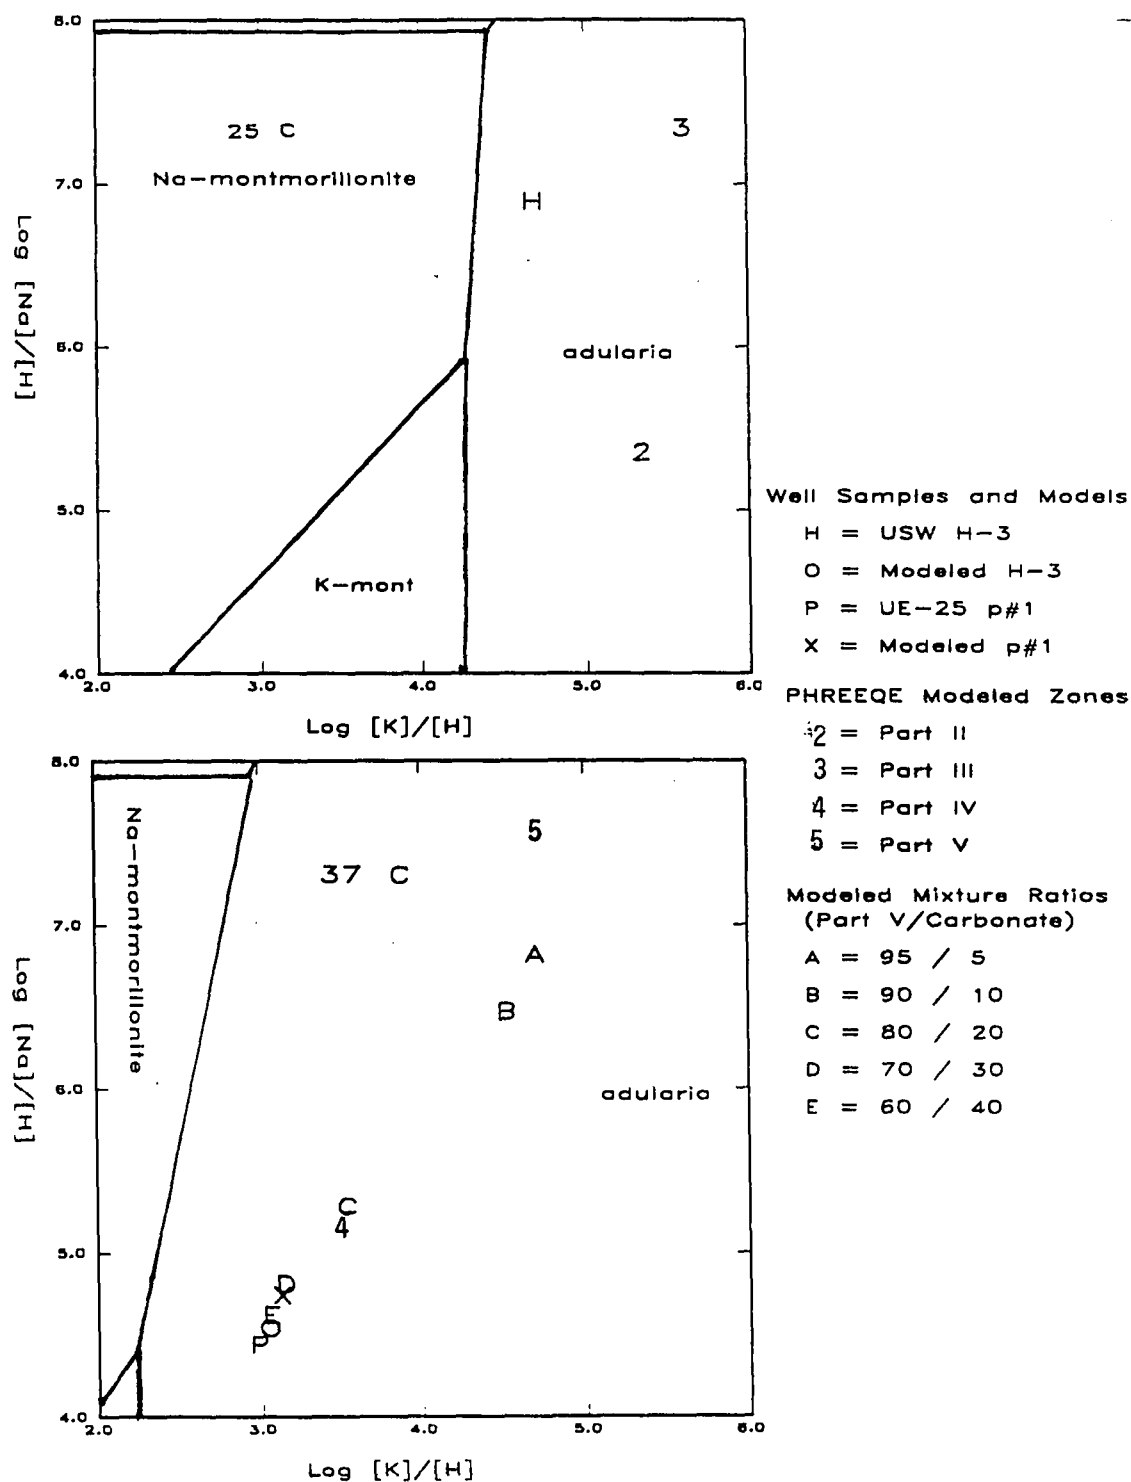 8.0
25 C
3
Na-montmorillonite
7.0
H
Log [Na]/[H]
6.0
adularia
2
5.0
K-mont
4.0
2.0 3.0 4.0 5.0 6.0
Log [K]/[H]
Well Samples and Models
H = USW H-3
O = Modeled H-3
P = UE-25 p#1
X = Modeled p#1
PHREEQE Modeled Zones
2 = Part II
3 = Part III
4 = Part IV
5 = Part V
Modeled Mixture Ratios
(Part V/Carbonate)
A = 95 / 5
B = 90 / 10
C = 80 / 20
D = 70 / 30
E = 60 / 40
8.0
Na-montmorillonite
5
37 C
7.0
A
B
Log [Na]/[H]
6.0
adularia
C
4
5.0
D
X
E
O
P
4.0
2.0 3.0 4.0 5.0 6.0
Log [K]/[H]